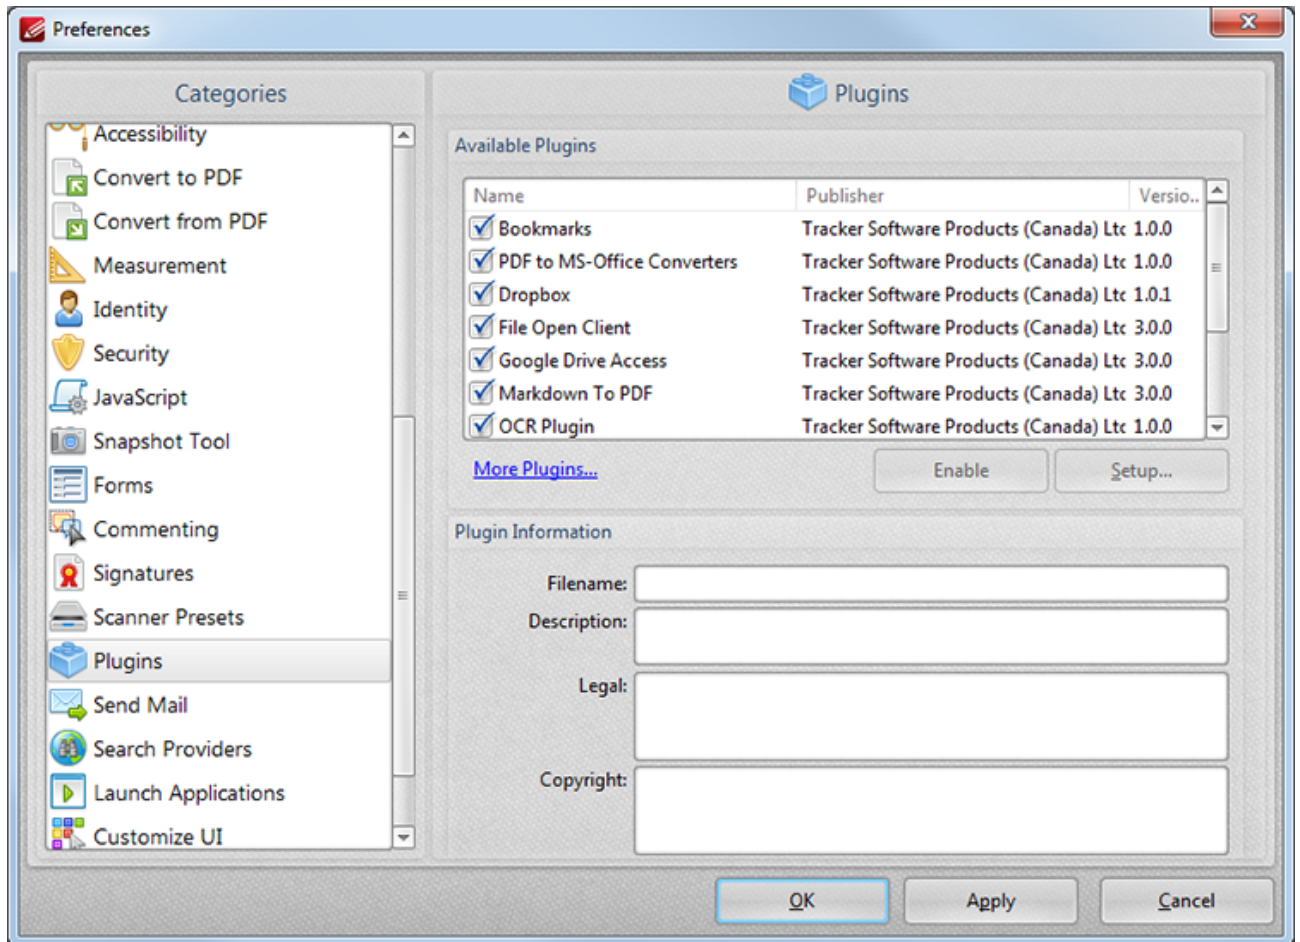 Preferences
Categories
Accessibility
Convert to PDF
Convert from PDF
Measurement
Identity
Security
JavaScript
Snapshot Tool
Forms
Commenting
Signatures
Scanner Presets
Plugins
Send Mail
Search Providers
Launch Applications
Customize UI
Plugins
Available Plugins
Name Publisher Versio...
Bookmarks Tracker Software Products (Canada) Ltc 1.0.0
PDF to MS-Office Converters Tracker Software Products (Canada) Ltc 1.0.0
Dropbox Tracker Software Products (Canada) Ltc 1.0.1
File Open Client Tracker Software Products (Canada) Ltc 3.0.0
Google Drive Access Tracker Software Products (Canada) Ltc 3.0.0
Markdown To PDF Tracker Software Products (Canada) Ltc 3.0.0
OCR Plugin Tracker Software Products (Canada) Ltc 1.0.0
More Plugins... Enable Setup...
Plugin Information
Filename:
Description:
Legal:
Copyright:
OK Apply Cancel